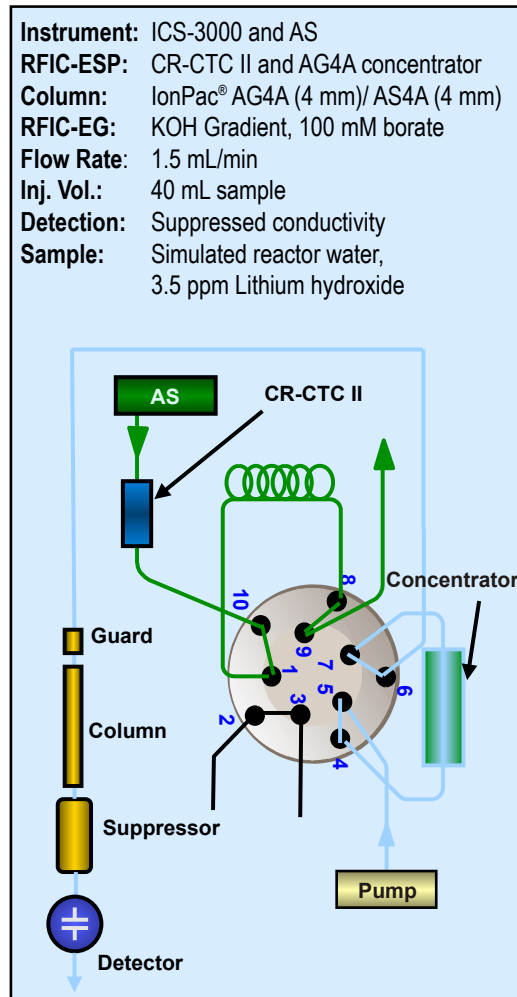 Instrument: ICS-3000 and AS
RFIC-ESP: CR-CTC II and AG4A concentrator
Column: IonPac® AG4A (4 mm)/ AS4A (4 mm)
RFIC-EG: KOH Gradient, 100 mM borate
Flow Rate: 1.5 mL/min
Inj. Vol.: 40 mL sample
Detection: Suppressed conductivity
Sample: Simulated reactor water,
3.5 ppm Lithium hydroxide
AS
CR-CTC II
8
Concentrator
10
9
7
Guard
1
5
6
3
2
Column
4
Suppressor
Pump
Detector